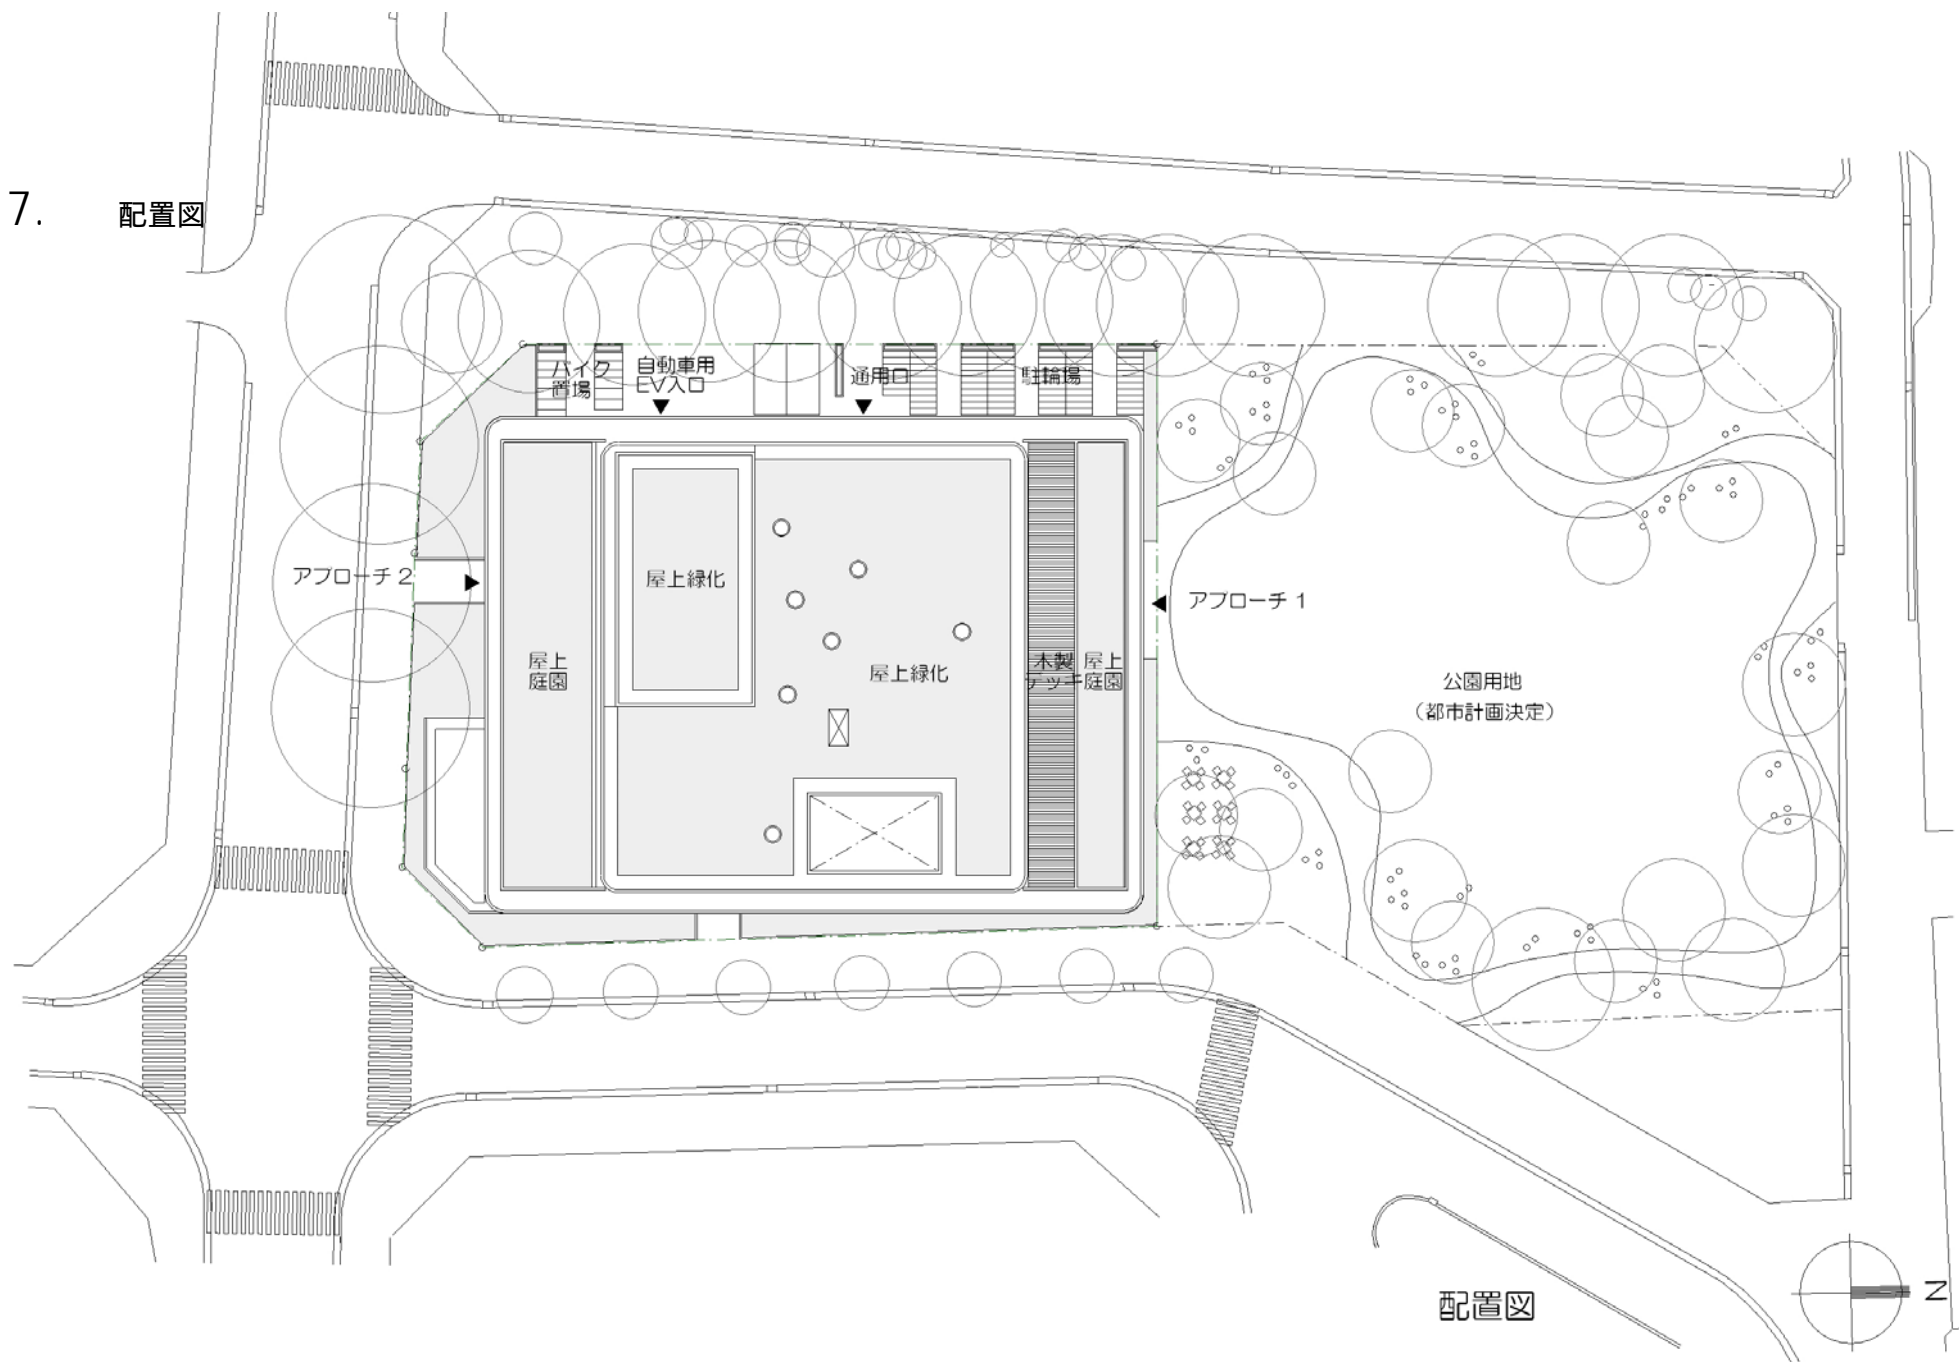 7. 配置図
バイク
置場
自動車用
EV入口
通用口
駐輪場
アプローチ 2
屋上緑化
アプローチ 1
屋上
庭園
屋上緑化
木製
デッキ
屋上
庭園
公園用地
(都市計画決定)
配置図
N